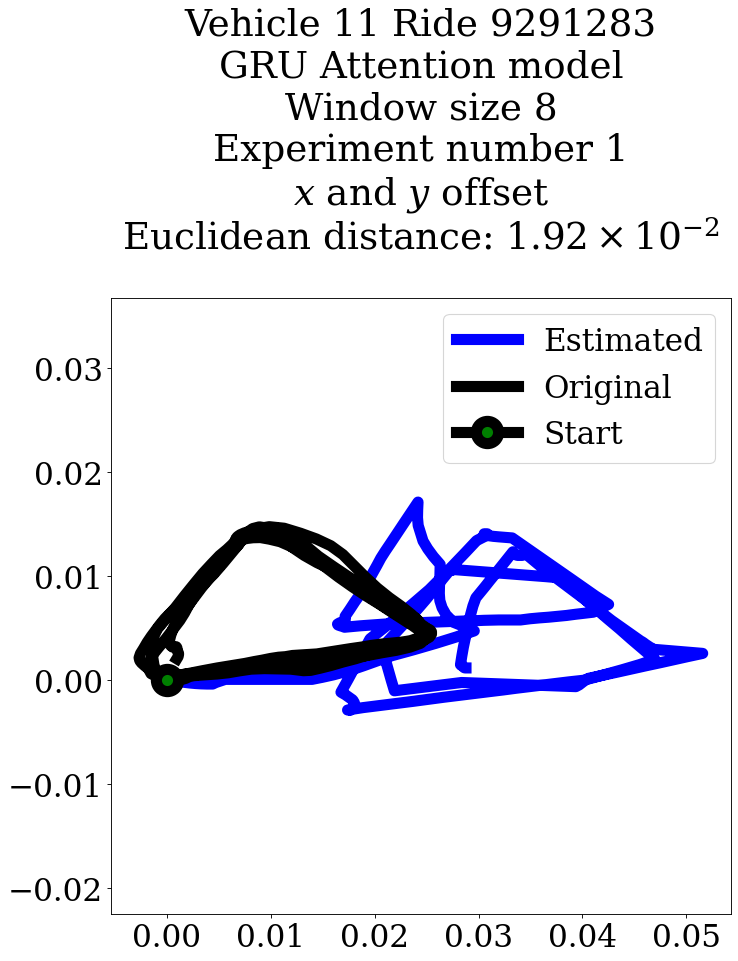 Vehicle 11 Ride 9291283
GRU Attention model
Window size 8
Experiment number 1
x and y offset
Euclidean distance: 1.92 × 10⁻²
Estimated
Original
Start
0.03
0.02
0.01
0.00
−0.01
−0.02
0.00 0.01 0.02 0.03 0.04 0.05